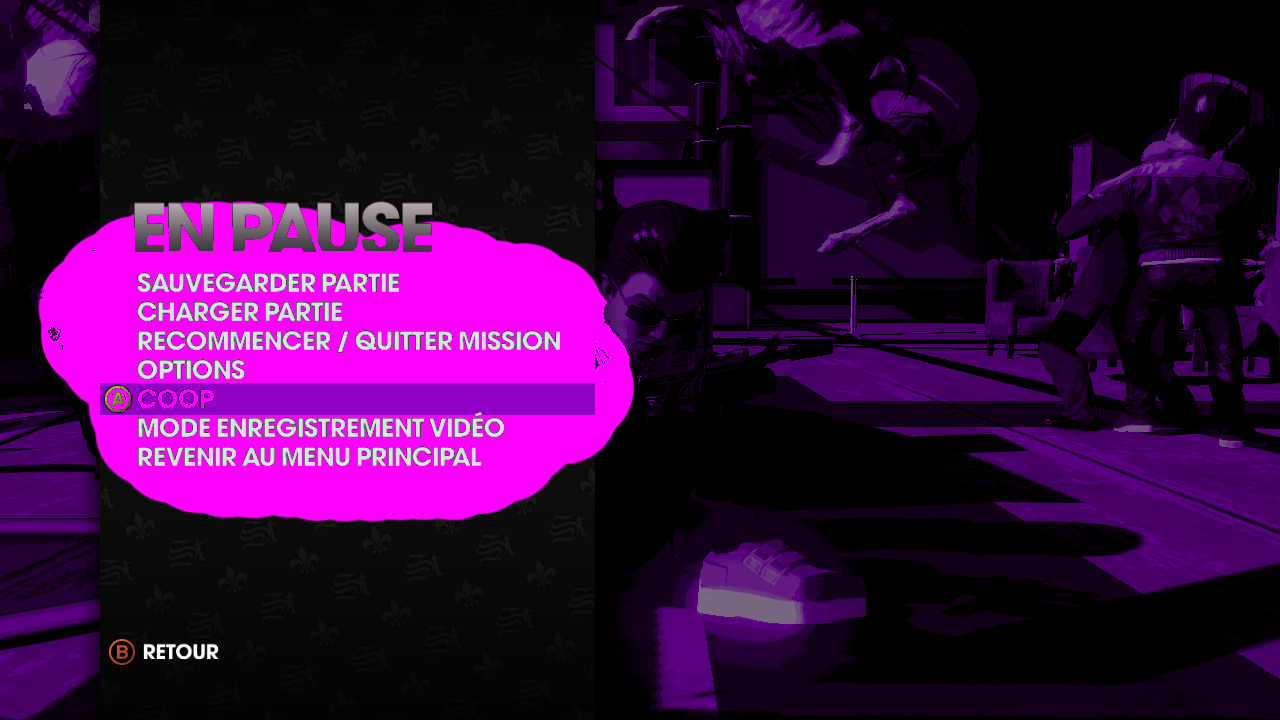 EN PAUSE
SAUVEGARDER PARTIE
CHARGER PARTIE
RECOMMENCER / QUITTER MISSION
OPTIONS
A COOP
MODE ENREGISTREMENT VIDÉO
REVENIR AU MENU PRINCIPAL
B RETOUR